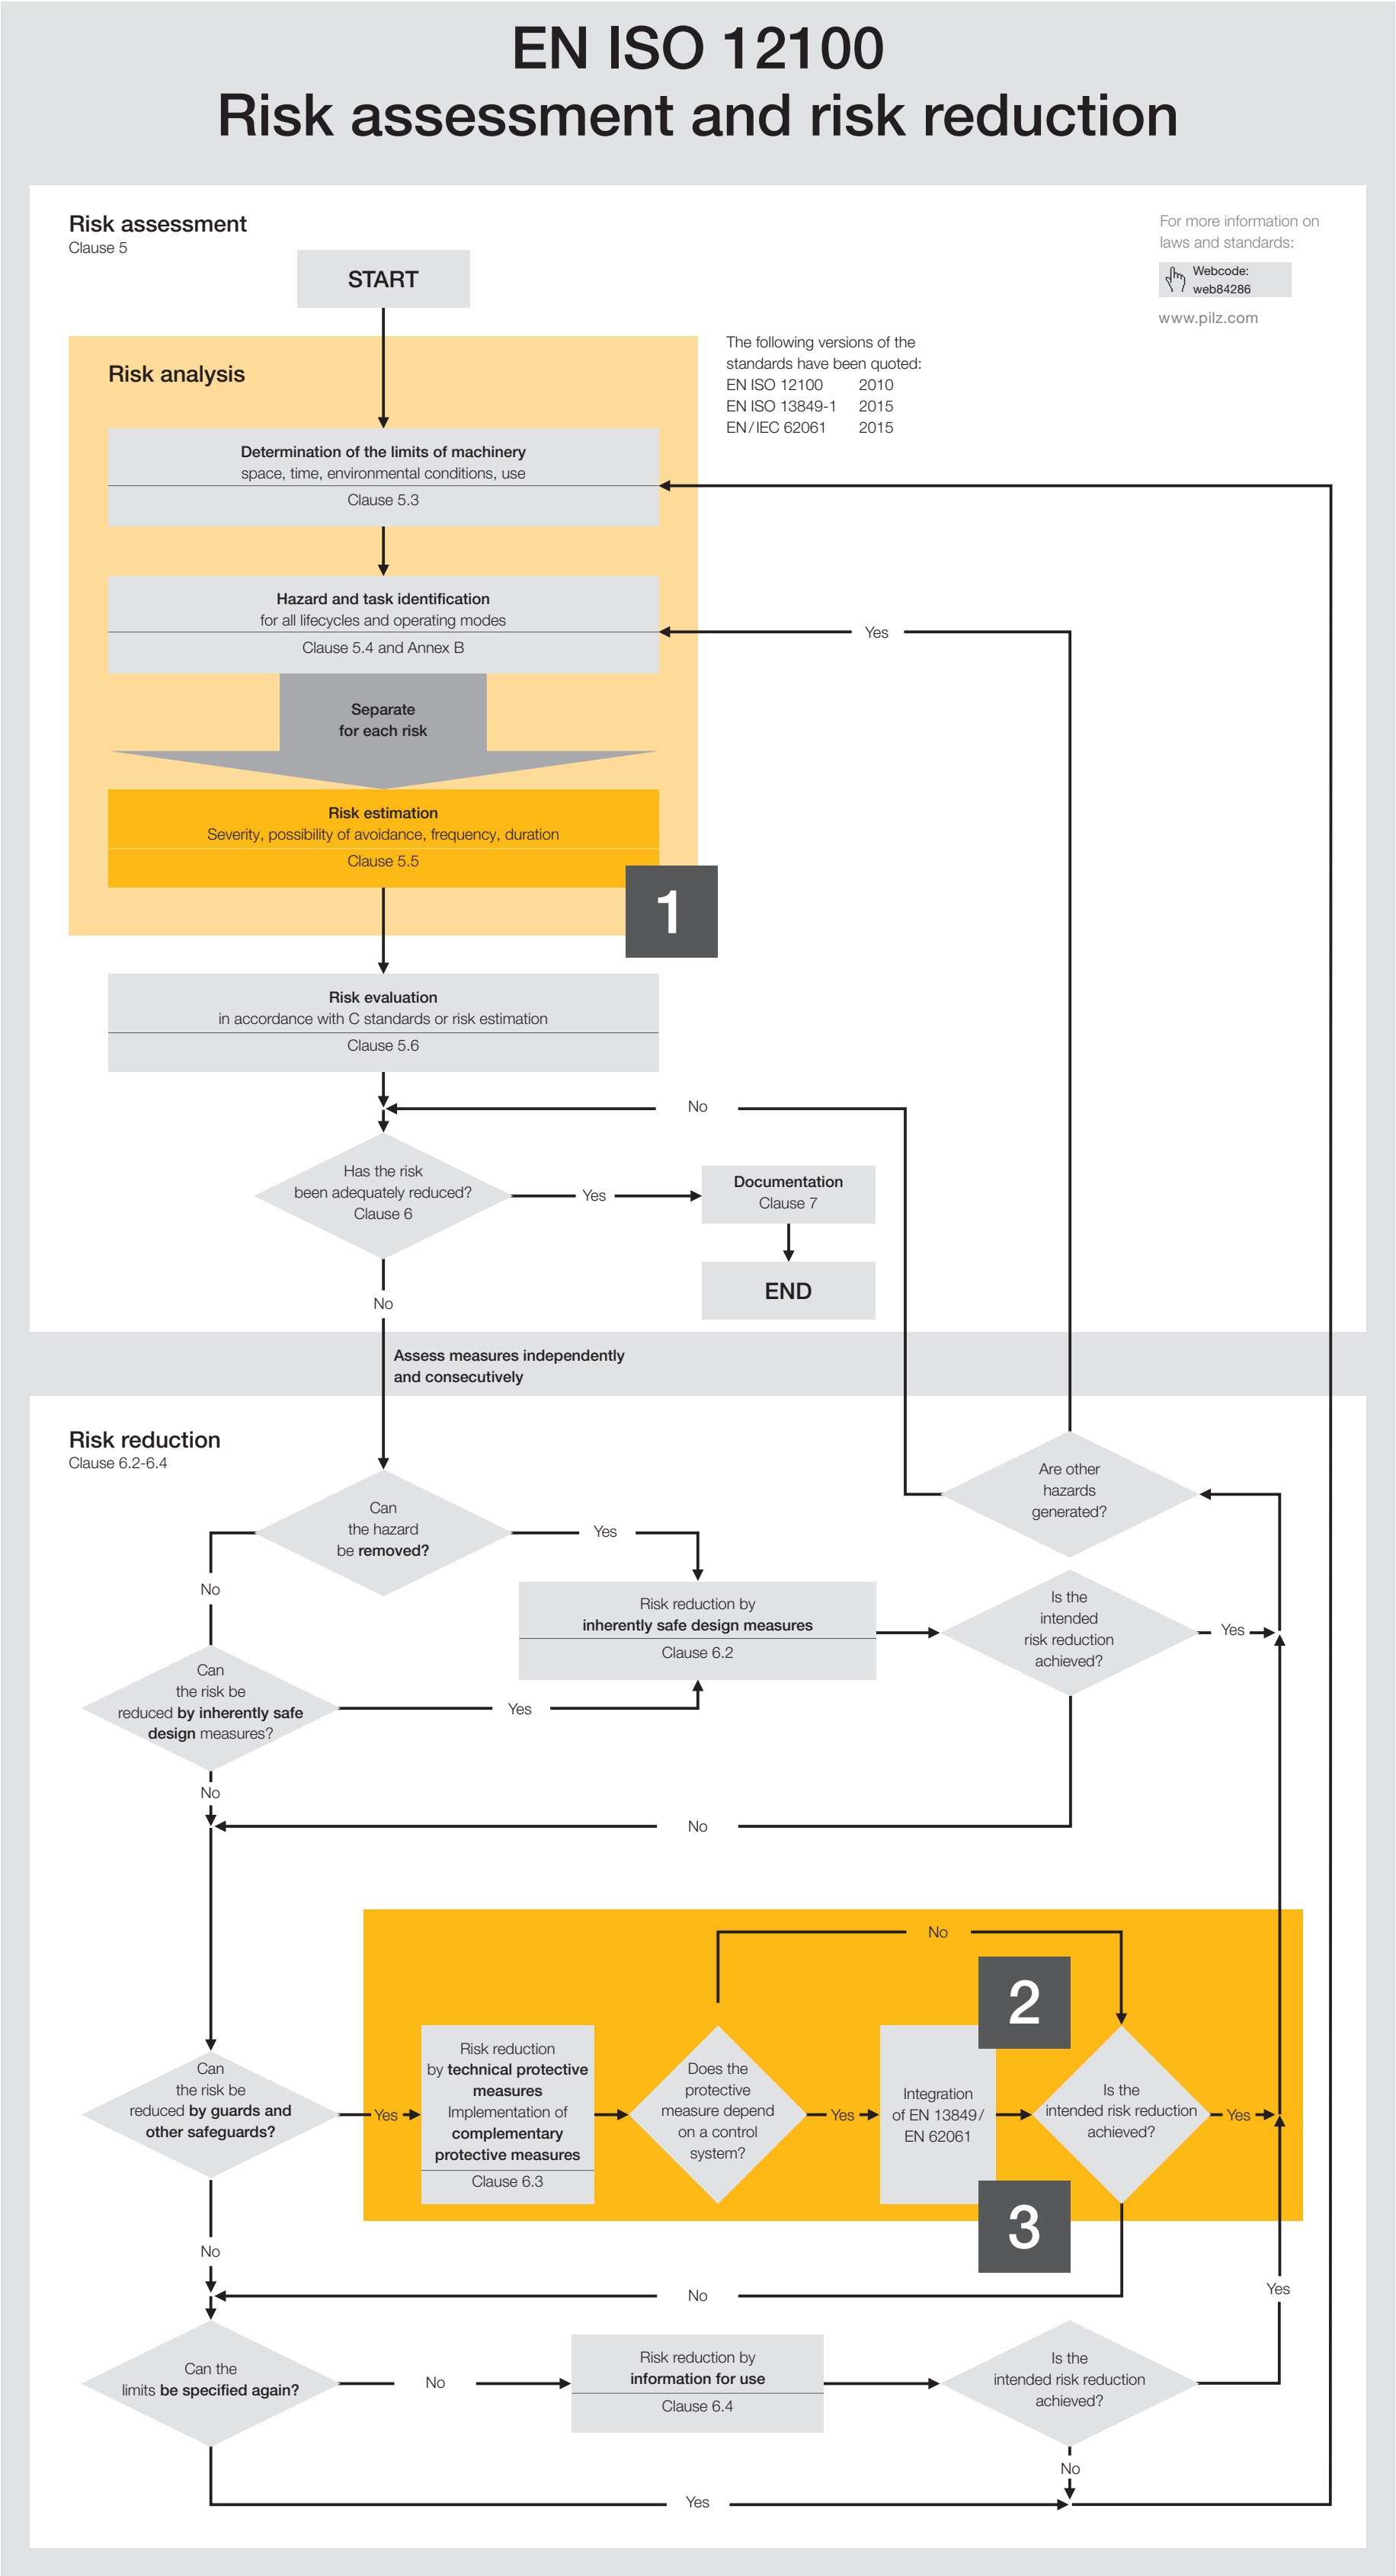 EN ISO 12100
Risk assessment and risk reduction
Risk assessment
Clause 5
For more information on
laws and standards:
Webcode:
web84286
www.pilz.com
START
The following versions of the
standards have been quoted:
EN ISO 12100 2010
EN ISO 13849-1 2015
EN/IEC 62061 2015
Risk analysis
Determination of the limits of machinery
space, time, environmental conditions, use
Clause 5.3
Hazard and task identification
for all lifecycles and operating modes
Clause 5.4 and Annex B
Yes
Separate
for each risk
Risk estimation
Severity, possibility of avoidance, frequency, duration
Clause 5.5
1
Risk evaluation
in accordance with C standards or risk estimation
Clause 5.6
No
Has the risk
been adequately reduced?
Clause 6
Yes
Documentation
Clause 7
END
No
Assess measures independently
and consecutively
Risk reduction
Clause 6.2-6.4
Are other
hazards
generated?
Can
the hazard
be removed?
Yes
No
Risk reduction by
inherently safe design measures
Clause 6.2
Is the
intended
risk reduction
achieved?
Yes
Can
the risk be
reduced by inherently safe
design measures?
Yes
No
No
No
2
Can
the risk be
reduced by guards and
other safeguards?
Yes
Risk reduction
by technical protective
measures
Implementation of
complementary
protective measures
Clause 6.3
Does the
protective
measure depend
on a control
system?
Yes
Integration
of EN 13849/
EN 62061
Is the
intended risk reduction
achieved?
Yes
3
No
No
Yes
Can the
limits be specified again?
No
Risk reduction by
information for use
Clause 6.4
Is the
intended risk reduction
achieved?
No
Yes